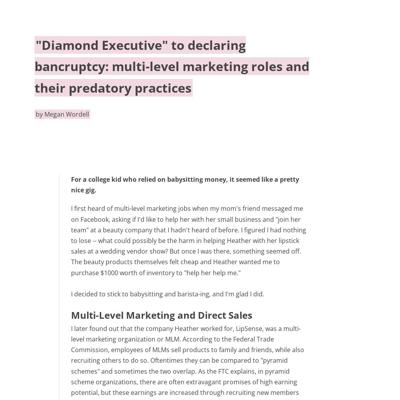 "Diamond Executive" to declaring
bankruptcy: multi-level marketing roles and
their predatory practices
by Megan Wordell
For a college kid who relied on babysitting money, it seemed like a pretty
nice gig.
I first heard of multi-level marketing jobs when my mom's friend messaged me
on Facebook, asking if I'd like to help her with her small business and "join her
team" at a beauty company that I hadn't heard of before. I figured I had nothing
to lose – what could possibly be the harm in helping Heather with her lipstick
sales at a wedding vendor show? But once I was there, something seemed off.
The beauty products themselves felt cheap and Heather wanted me to
purchase $1000 worth of inventory to "help her help me."
I decided to stick to babysitting and barista-ing, and I'm glad I did.
Multi-Level Marketing and Direct Sales
I later found out that the company Heather worked for, LipSense, was a multi-
level marketing organization or MLM. According to the Federal Trade
Commission, employees of MLMs sell products to family and friends, while also
recruiting others to do so. Oftentimes they can be compared to "pyramid
schemes" and sometimes the two overlap. As the FTC explains, in pyramid
scheme organizations, there are often extravagant promises of high earning
potential, but these earnings are increased through recruiting new members